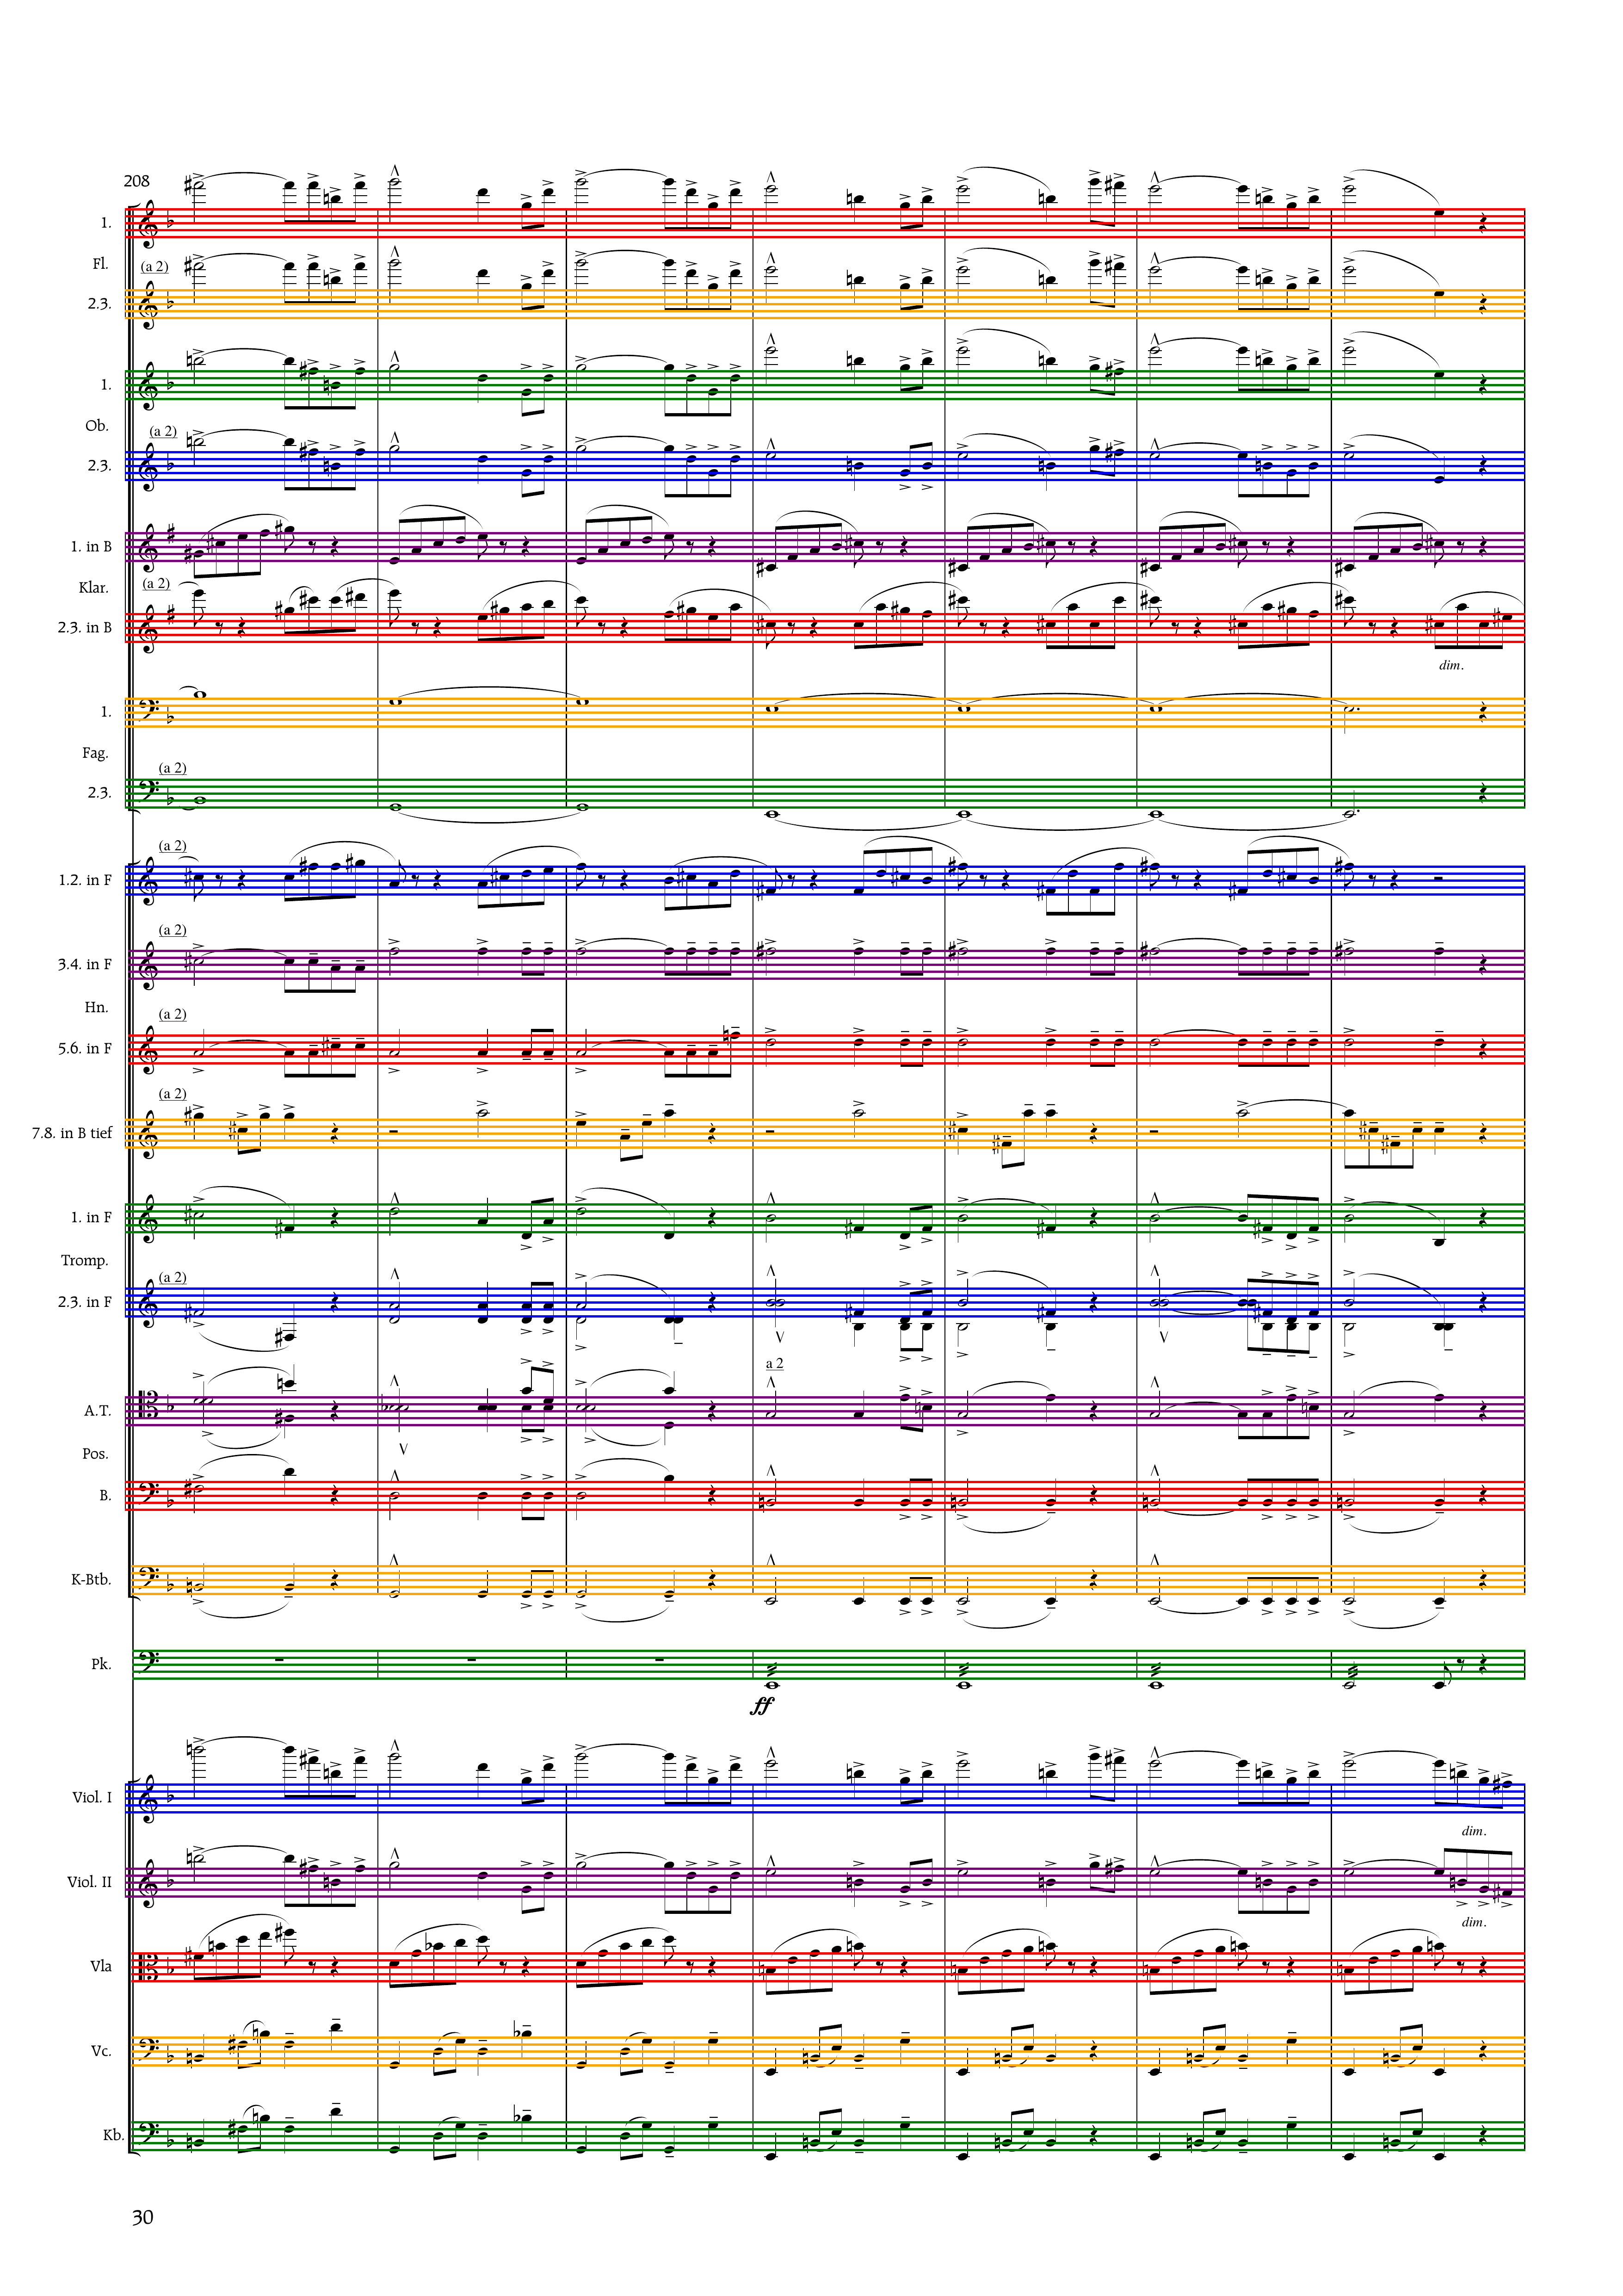 208
1.
Fl.
(a 2)
2.3.
1.
Ob.
(a 2)
2.3.
1. in B
Klar.
(a 2)
2.3. in B
dim.
1.
Fag.
(a 2)
2.3.
(a 2)
1.2. in F
(a 2)
3.4. in F
Hn.
(a 2)
5.6. in F
(a 2)
7.8. in B tief
1. in F
Tromp.
(a 2)
2.3. in F
a 2
A.T.
Pos.
B.
K-Btb.
Pk.
ff
Viol. I
dim.
Viol. II
dim.
Vla
Vc.
Kb.
30